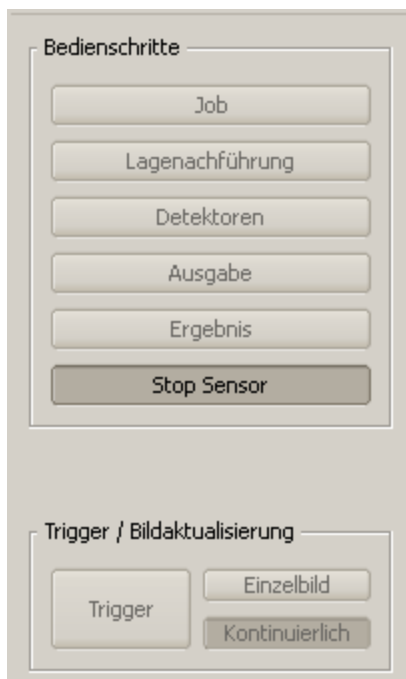 Bedienschritte
Job
Lagenachführung
Detektoren
Ausgabe
Ergebnis
Stop Sensor
Trigger / Bildaktualisierung
Trigger
Einzelbild
Kontinuierlich